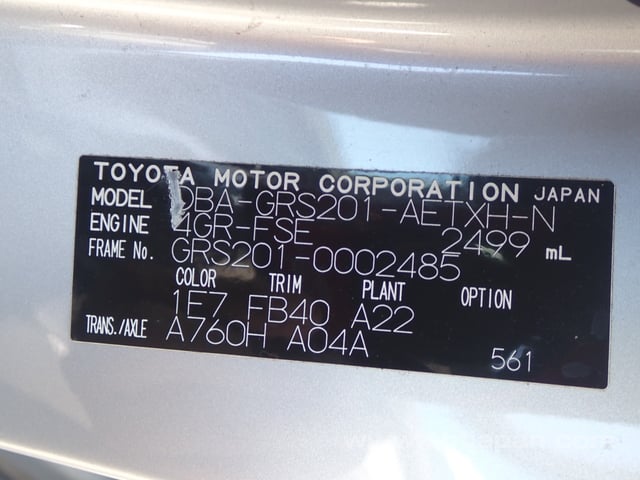 TOYOTA MOTOR CORPORATION JAPAN
MODEL DBA-GRS201-AETXH-N
ENGINE 4GR-FSE 2499 mL
FRAME No. GRS201-0002485
COLOR TRIM PLANT OPTION
1E7 FB40 A22
TRANS./AXLE A760H A04A
561